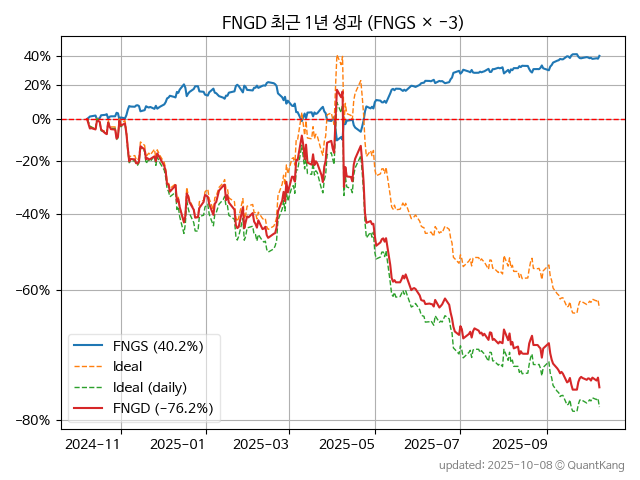 FNGD 최근 1년 성과 (FNGS × −3)
40%
20%
0%
−20%
−40%
−60%
−80%
FNGS (40.2%)
Ideal
Ideal (daily)
FNGD (−76.2%)
2024−11
2025−01
2025−03
2025−05
2025−07
2025−09
updated: 2025-10-08 © QuantKang